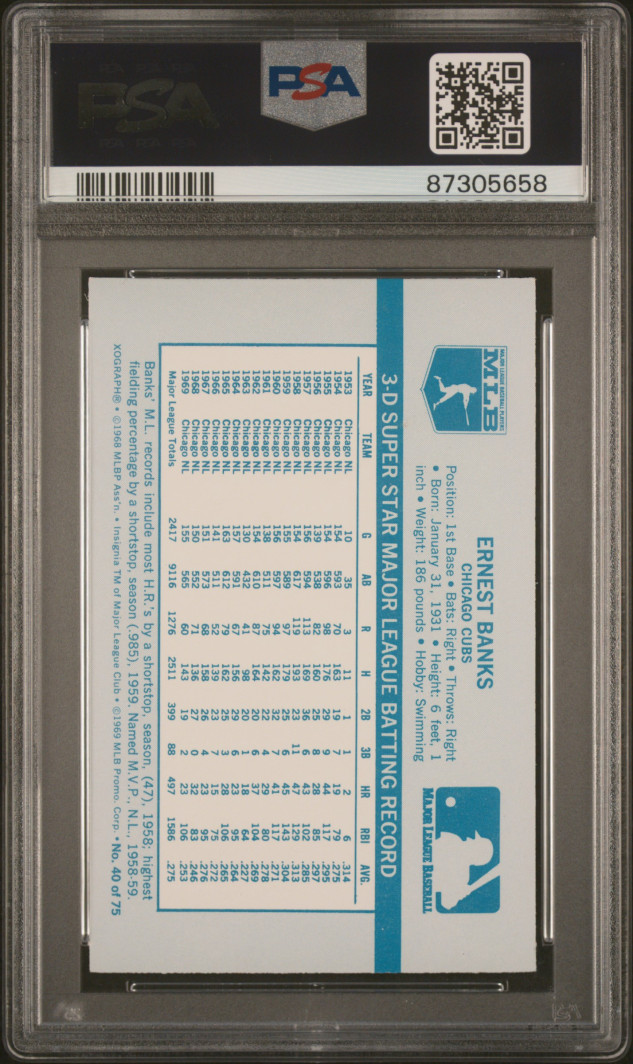 PSA
PSA
87305658
MAJOR LEAGUE BASEBALL PLAYERS
MLB
ERNEST BANKS
CHICAGO CUBS
Position: 1st Base • Bats: Right • Throws: Right
• Born: January 31, 1931 • Height: 6 feet, 1
inch • Weight: 186 pounds • Hobby: Swimming
MAJOR LEAGUE BASEBALL
3-D SUPER STAR MAJOR LEAGUE BATTING RECORD
YEAR TEAM G AB R H 2B 3B HR RBI AVG.
1953 Chicago NL 10 35 3 11 1 1 2 6 .314
1954 Chicago NL 154 593 70 163 19 7 19 79 .275
1955 Chicago NL 154 596 98 176 29 9 44 117 .295
1956 Chicago NL 139 538 82 160 25 8 28 85 .297
1957 Chicago NL 156 594 113 169 34 6 43 102 .285
1958 Chicago NL 154 617 119 193 23 11 47 129 .313
1959 Chicago NL 155 589 97 179 25 6 45 143 .304
1960 Chicago NL 156 597 94 162 32 7 41 117 .271
1961 Chicago NL 138 511 75 142 22 4 29 80 .278
1962 Chicago NL 154 610 87 164 20 6 37 104 .269
1963 Chicago NL 130 432 41 98 20 1 18 64 .227
1964 Chicago NL 157 591 67 156 29 6 23 95 .264
1965 Chicago NL 163 612 79 162 25 3 28 106 .265
1966 Chicago NL 141 511 52 139 23 7 15 75 .272
1967 Chicago NL 151 573 68 158 26 4 23 95 .276
1968 Chicago NL 150 552 71 136 27 0 32 83 .246
1969 Chicago NL 155 565 60 143 19 2 23 106 .253
Major League Totals 2417 9116 1276 2511 399 88 497 1586 .275
Banks' M.L. records include most H.R.'s by a shortstop, season, (47), 1958; highest
fielding percentage by a shortstop, season (.985), 1959. Named M.V.P., N.L., 1958-59.
XOGRAPH® • ©1968 MLBP Ass'n. • Insignia TM of Major League Club • ©1969 MLB Promo. Corp. • No. 40 of 75